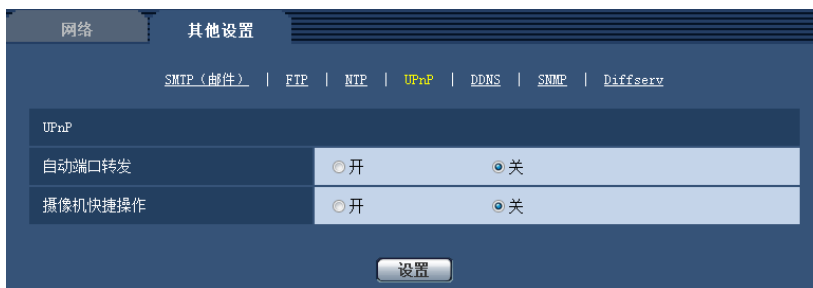 网络 其他设置
SMTP（邮件） | FTP | NTP | UPnP | DDNS | SNMP | Diffserv
UPnP
自动端口转发 开 关
摄像机快捷操作 开 关
设置